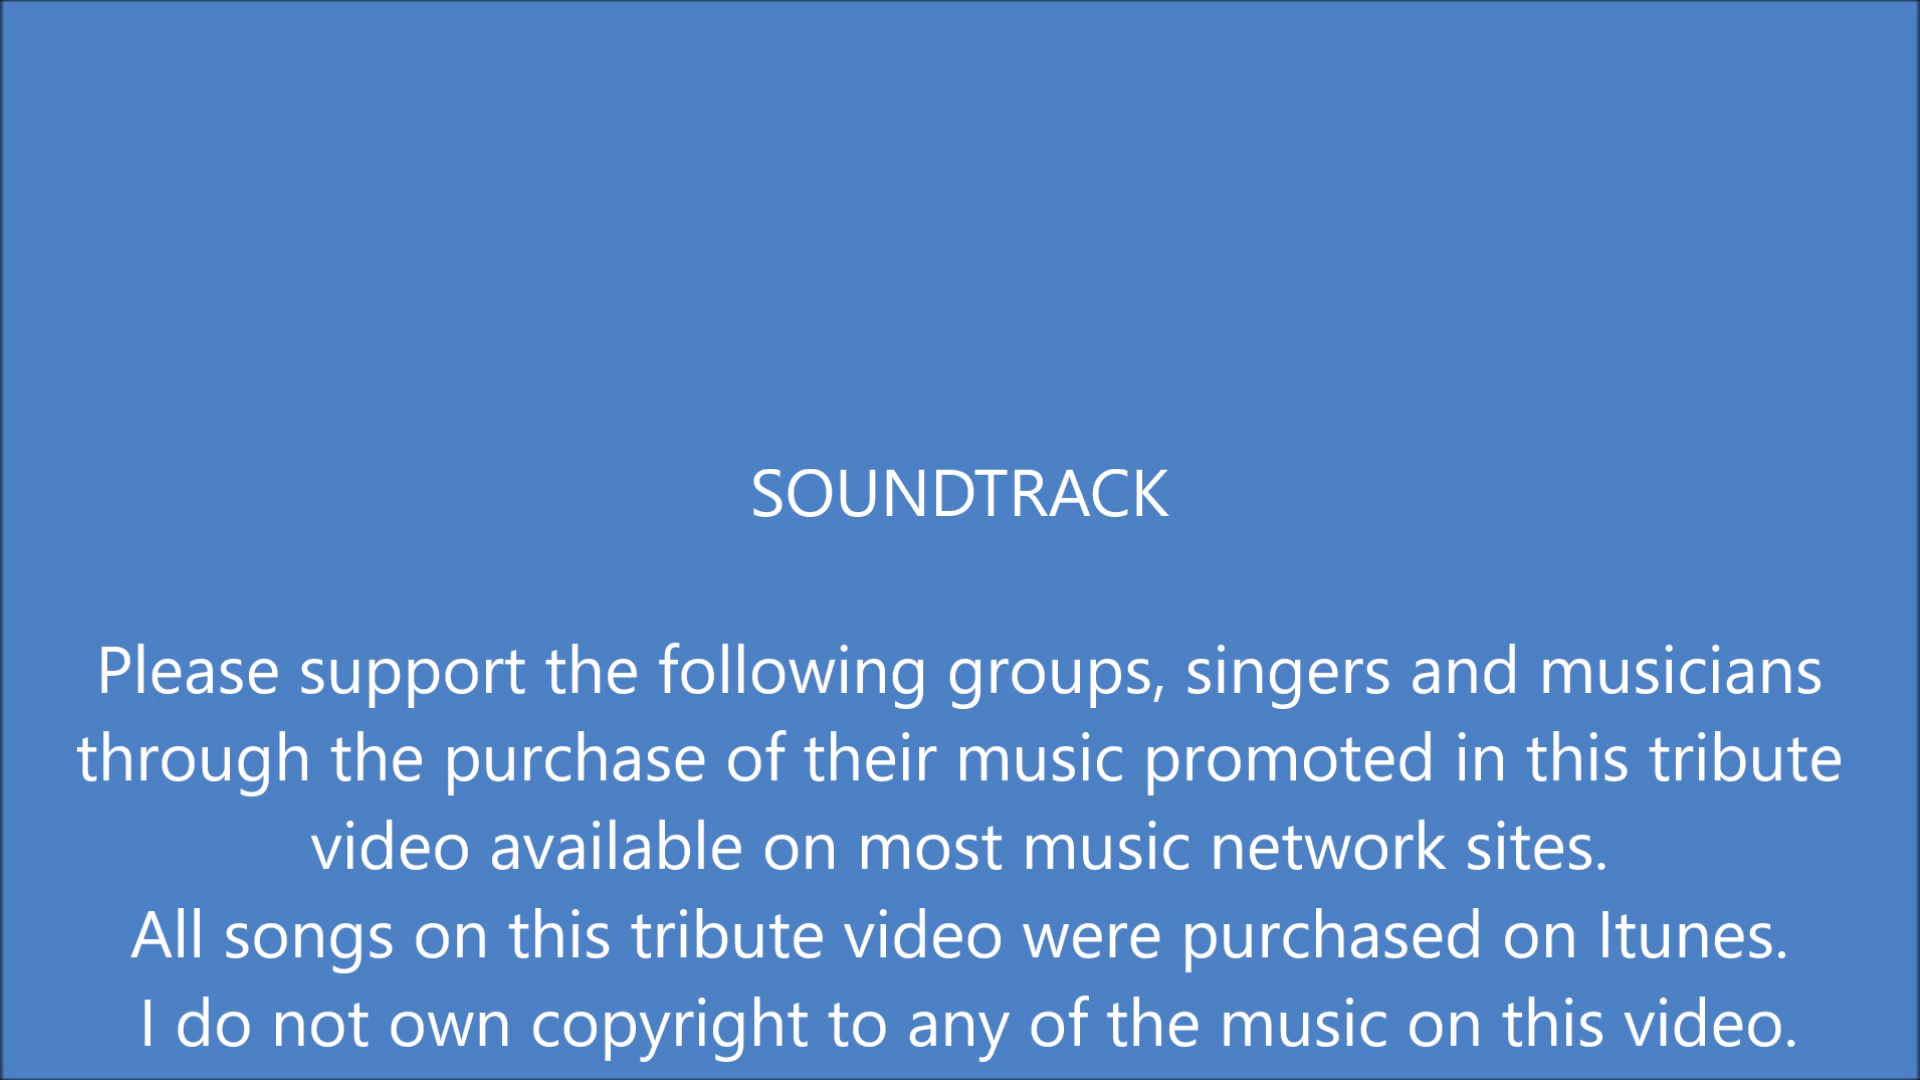 SOUNDTRACK
Please support the following groups, singers and musicians
through the purchase of their music promoted in this tribute
video available on most music network sites.
All songs on this tribute video were purchased on Itunes.
I do not own copyright to any of the music on this video.